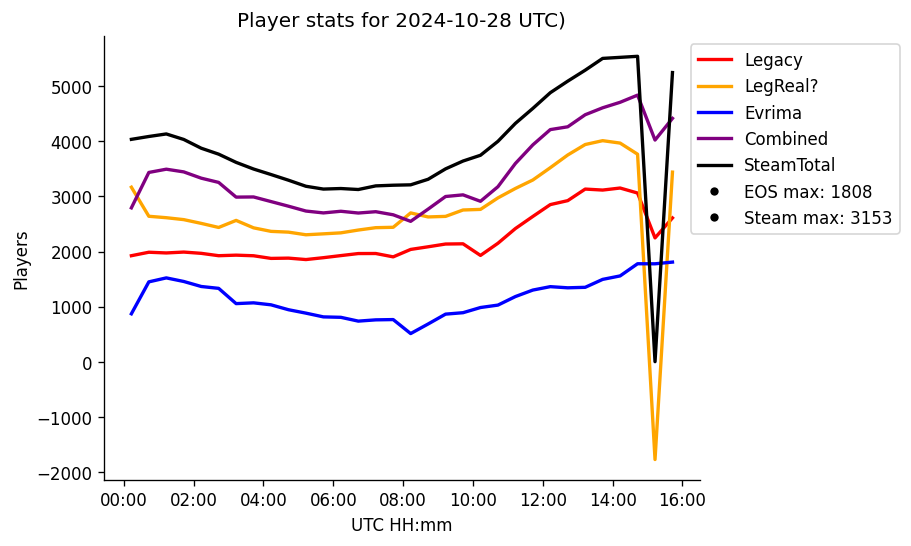 Player stats for 2024-10-28 UTC)
Legacy
LegReal?
Evrima
Combined
SteamTotal
EOS max: 1808
Steam max: 3153
Players
5000
4000
3000
2000
1000
0
−1000
−2000
00:00 02:00 04:00 06:00 08:00 10:00 12:00 14:00 16:00
UTC HH:mm